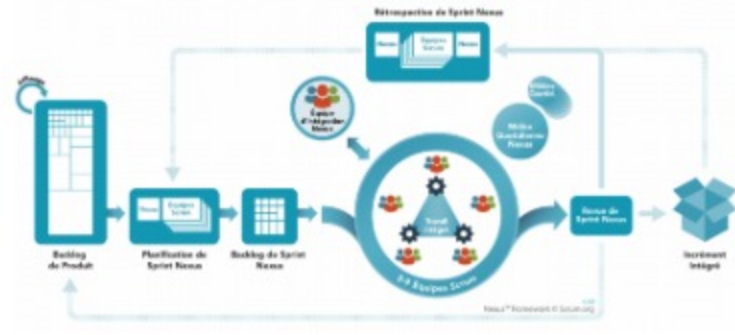 Rétrospective de Sprint Nexus
Nexus
Équipes
Scrum
Nexus
Équipe
d'Intégration
Nexus
Mêlée
Quotidienne
Nexus
Nexus
Équipes
Scrum
Travail
Intégré
Revue de
Sprint Nexus
Backlog
de Produit
Planification de
Sprint Nexus
Backlog de Sprint
Nexus
3-9 Équipes Scrum
Incrément
Intégré
Nexus™ Framework © Scrum.org